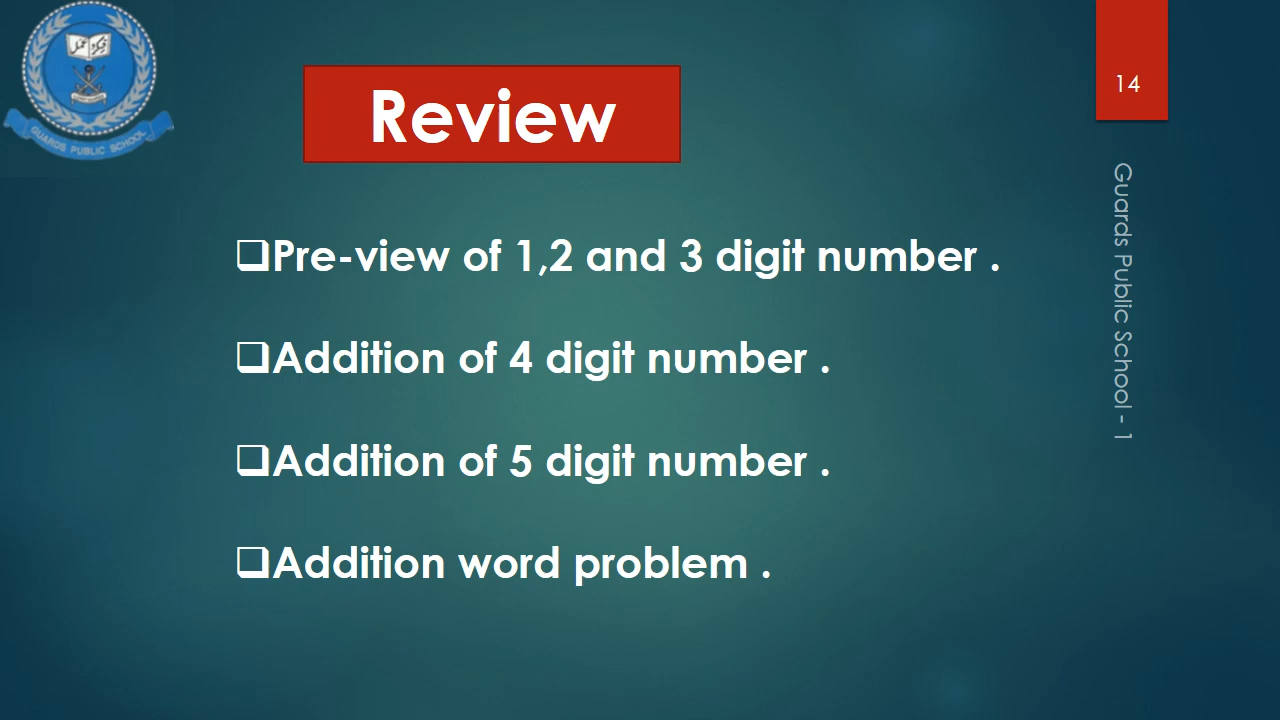 GUARDS PUBLIC SCHOOL
Review
14
Guards Public School - 1
❑Pre-view of 1,2 and 3 digit number .
❑Addition of 4 digit number .
❑Addition of 5 digit number .
❑Addition word problem .